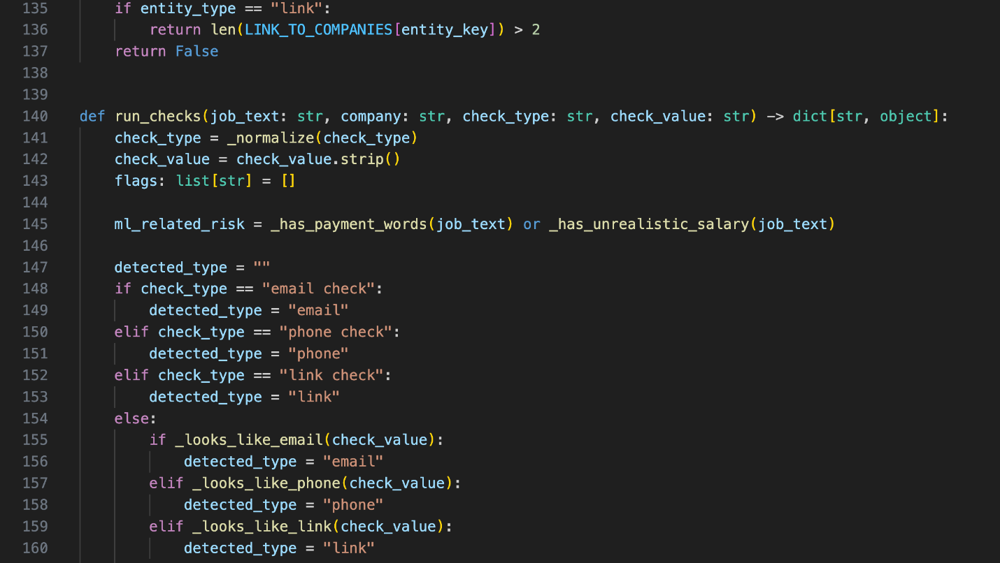 135 if entity_type == "link":
136 return len(LINK_TO_COMPANIES[entity_key]) > 2
137 return False
138
139
140 def run_checks(job_text: str, company: str, check_type: str, check_value: str) -> dict[str, object]:
141 check_type = _normalize(check_type)
142 check_value = check_value.strip()
143 flags: list[str] = []
144
145 ml_related_risk = _has_payment_words(job_text) or _has_unrealistic_salary(job_text)
146
147 detected_type = ""
148 if check_type == "email check":
149 detected_type = "email"
150 elif check_type == "phone check":
151 detected_type = "phone"
152 elif check_type == "link check":
153 detected_type = "link"
154 else:
155 if _looks_like_email(check_value):
156 detected_type = "email"
157 elif _looks_like_phone(check_value):
158 detected_type = "phone"
159 elif _looks_like_link(check_value):
160 detected_type = "link"